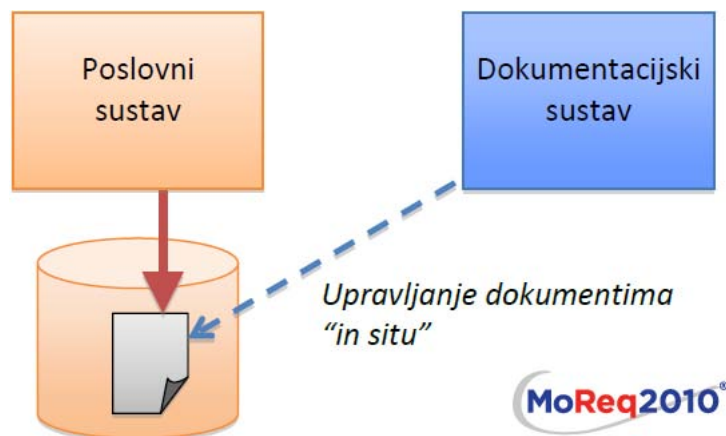 Poslovni
sustav
Dokumentacijski
sustav
Upravljanje dokumentima
“in situ”
MoReq2010®